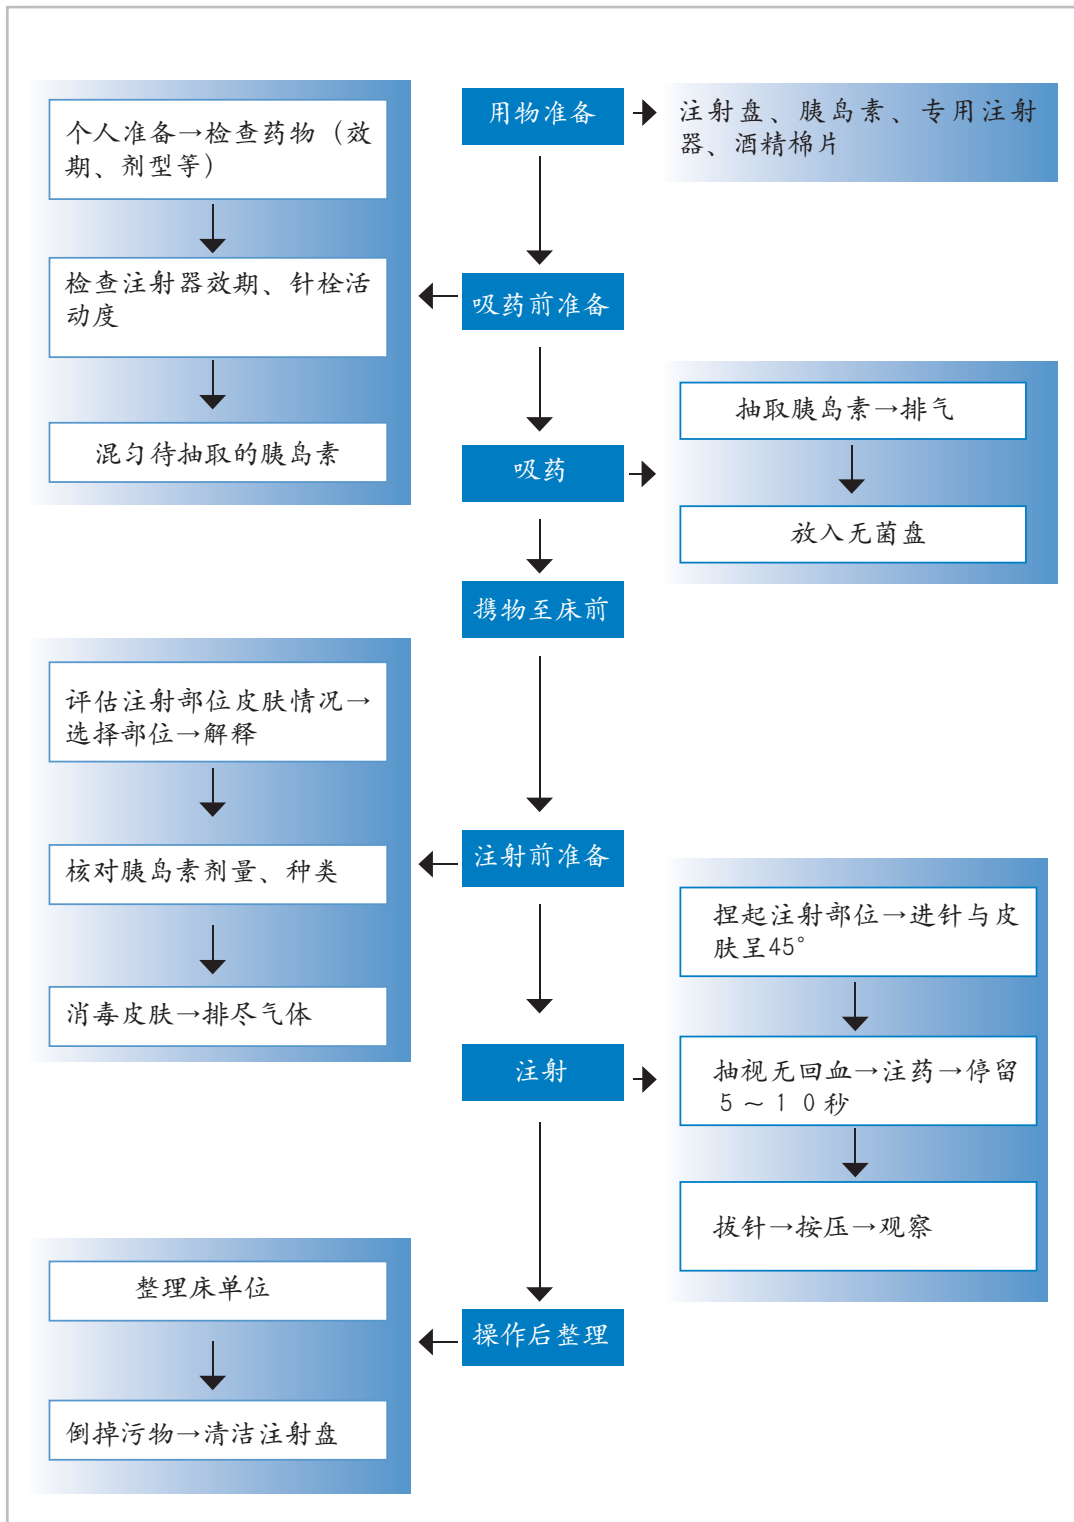 用物准备
注射盘、胰岛素、专用注射
器、酒精棉片
个人准备→检查药物（效
期、剂型等）
检查注射器效期、针栓活
动度
混匀待抽取的胰岛素
吸药前准备
吸药
抽取胰岛素→排气
放入无菌盘
携物至床前
评估注射部位皮肤情况→
选择部位→解释
核对胰岛素剂量、种类
消毒皮肤→排尽气体
注射前准备
注射
捏起注射部位→进针与皮
肤呈45°
抽视无回血→注药→停留
5～10秒
拔针→按压→观察
操作后整理
整理床单位
倒掉污物→清洁注射盘